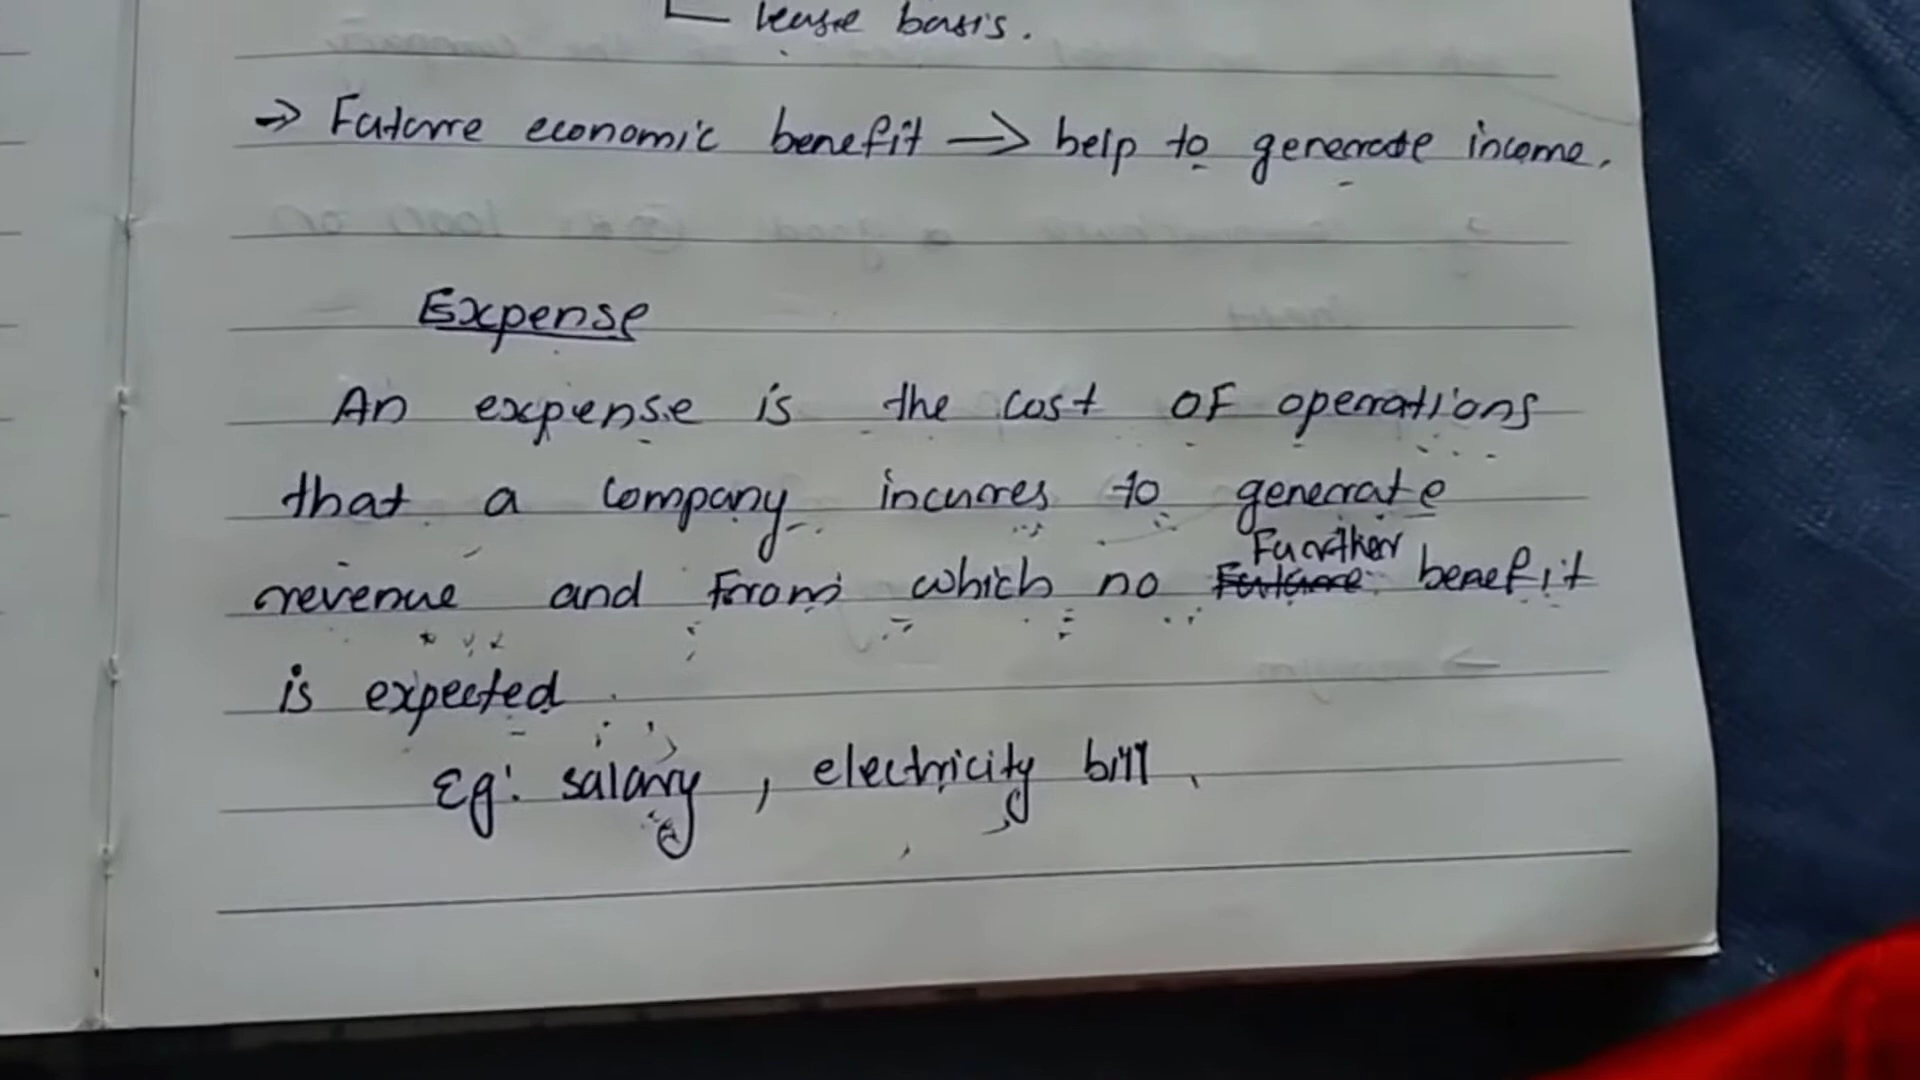 lease basis.
⇒ Future economic benefit → help to generate income.
Expense
An expense is the cost of operations
that a company incurres to generate
Further
revenue and from which no Future benefit
is expected.
Eg: salary, electricity bill.